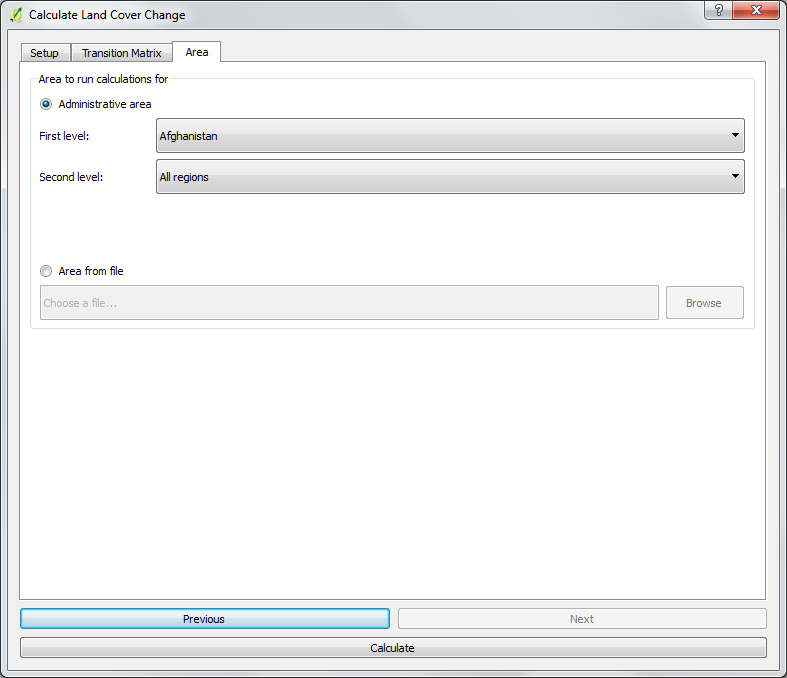 Calculate Land Cover Change
?
Setup Transition Matrix Area
Area to run calculations for
Administrative area
First level: Afghanistan
Second level: All regions
Area from file
Choose a file... Browse
Previous Next
Calculate